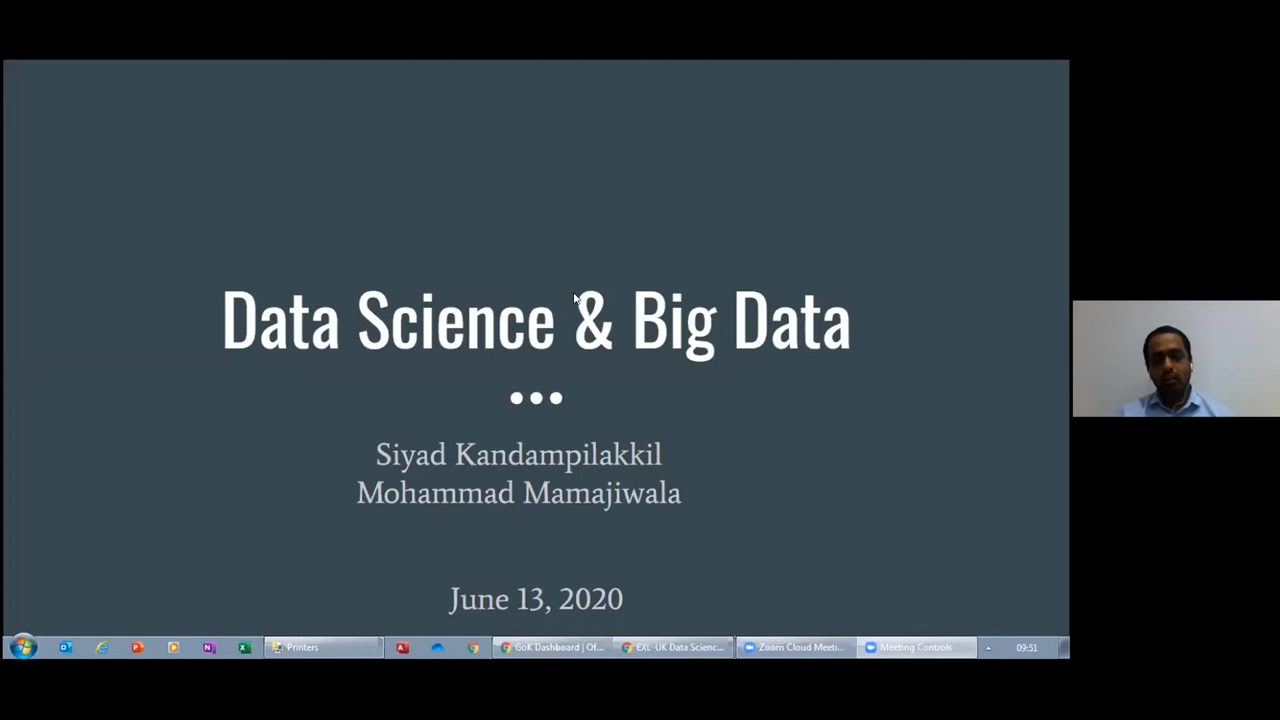 Data Science & Big Data
Siyad Kandampilakkil
Mohammad Mamajiwala
June 13, 2020
Printers
GoK Dashboard | Of...
EXL-UK Data Scienc...
Zoom Cloud Meeti...
Meeting Controls
09:51